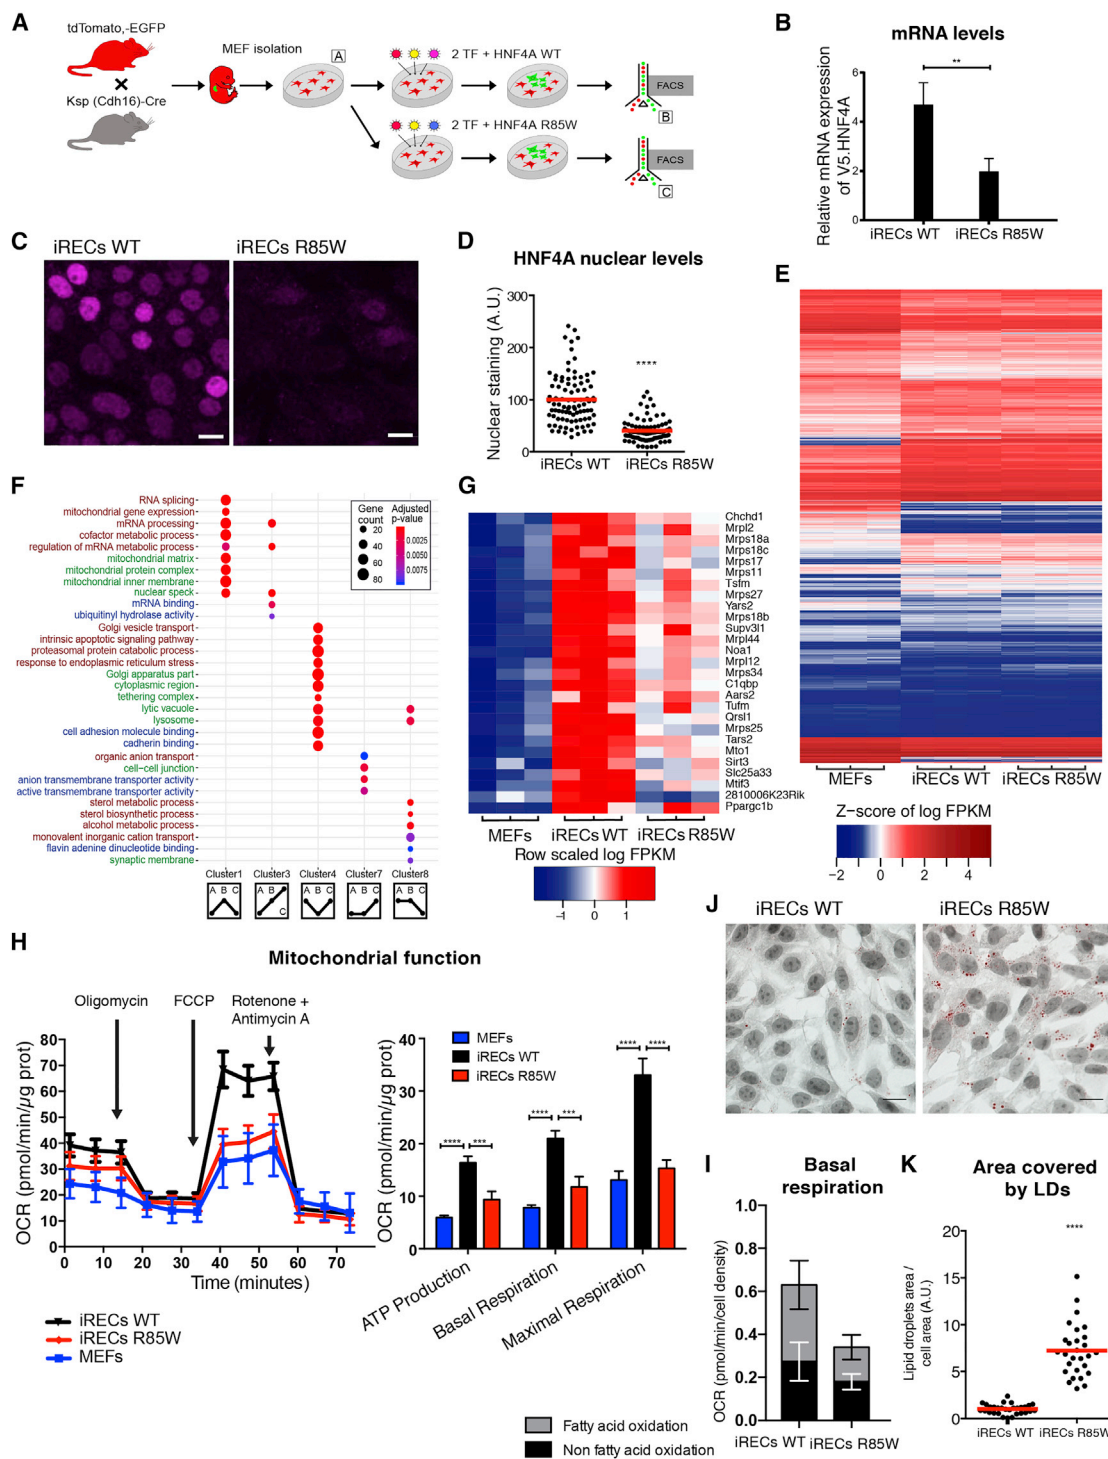 A
tdTomato,-EGFP
Ksp (Cdh16)-Cre
MEF isolation
A
2 TF + HNF4A WT
FACS
B
2 TF + HNF4A R85W
FACS
C
B
mRNA levels
Relative mRNA expression
of V5.HNF4A
6
4
2
0
**
iRECs WT
iRECs R85W
C
iRECs WT
iRECs R85W
D
HNF4A nuclear levels
Nuclear staining (A.U.)
300
200
100
0
****
iRECs WT
iRECs R85W
E
MEFs
iRECs WT
iRECs R85W
Z-score of log FPKM
−2 0 2 4
F
RNA splicing
mitochondrial gene expression
mRNA processing
cofactor metabolic process
regulation of mRNA metabolic process
mitochondrial matrix
mitochondrial protein complex
mitochondrial inner membrane
nuclear speck
mRNA binding
ubiquitinyl hydrolase activity
Golgi vesicle transport
intrinsic apoptotic signaling pathway
proteasomal protein catabolic process
response to endoplasmic reticulum stress
Golgi apparatus part
cytoplasmic region
tethering complex
lytic vacuole
lysosome
cell adhesion molecule binding
cadherin binding
organic anion transport
cell-cell junction
anion transmembrane transporter activity
active transmembrane transporter activity
sterol metabolic process
sterol biosynthetic process
alcohol metabolic process
monovalent inorganic cation transport
flavin adenine dinucleotide binding
synaptic membrane
Gene count
20
40
60
80
Adjusted p-value
0.0025
0.0050
0.0075
Cluster1 Cluster3 Cluster4 Cluster7 Cluster8
A B C
A B C
A B C
A B C
A B C
G
Chchd1
Mrpl2
Mrps18a
Mrps18c
Mrps17
Mrps11
Tsfm
Mrps27
Yars2
Mrps18b
Supv3l1
Mrpl44
Noa1
Mrpl12
Mrps34
C1qbp
Aars2
Tufm
Qrsl1
Mrps25
Tars2
Mto1
Sirt3
Slc25a33
Mtif3
2810006K23Rik
Ppargc1b
MEFs
iRECs WT
iRECs R85W
Row scaled log FPKM
−1 0 1
H
Mitochondrial function
Oligomycin
FCCP
Rotenone +
Antimycin A
OCR (pmol/min/µg prot)
80
70
60
50
40
30
20
10
0
0 10 20 30 40 50 60 70
Time (minutes)
iRECs WT
iRECs R85W
MEFs
OCR (pmol/min/µg prot)
40
30
20
10
0
MEFs
iRECs WT
iRECs R85W
**** ***
**** ***
**** ****
ATP Production
Basal Respiration
Maximal Respiration
J
iRECs WT
iRECs R85W
I
Basal
respiration
OCR (pmol/min/cell density)
1.0
0.8
0.6
0.4
0.2
0.0
iRECs WT
iRECs R85W
Fatty acid oxidation
Non fatty acid oxidation
K
Area covered
by LDs
Lipid droplets area /
cell area (A.U.)
20
15
10
5
0
****
iRECs WT
iRECs R85W